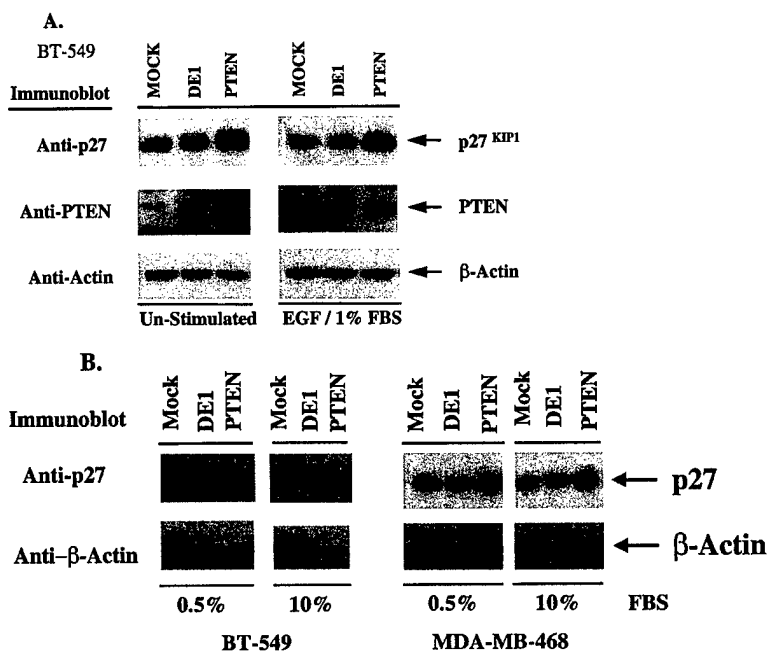 A.
BT-549
MOCK DE1 PTEN MOCK DE1 PTEN
Immunoblot
Anti-p27 p27 KIP1
Anti-PTEN PTEN
Anti-Actin β-Actin
Un-Stimulated EGF / 1% FBS
B.
Mock DE1 PTEN Mock DE1 PTEN Mock DE1 PTEN Mock DE1 PTEN
Immunoblot
Anti-p27 p27
Anti-β-Actin β-Actin
0.5% 10% 0.5% 10% FBS
BT-549 MDA-MB-468